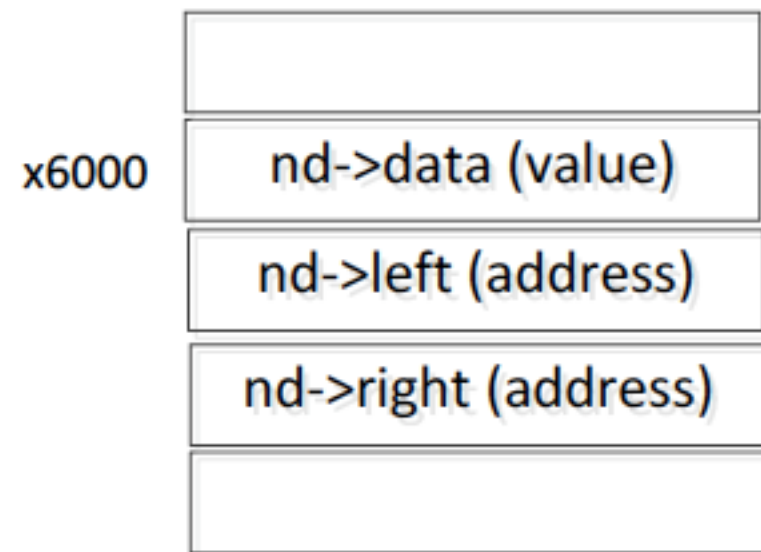 x6000 nd->data (value)
nd->left (address)
nd->right (address)